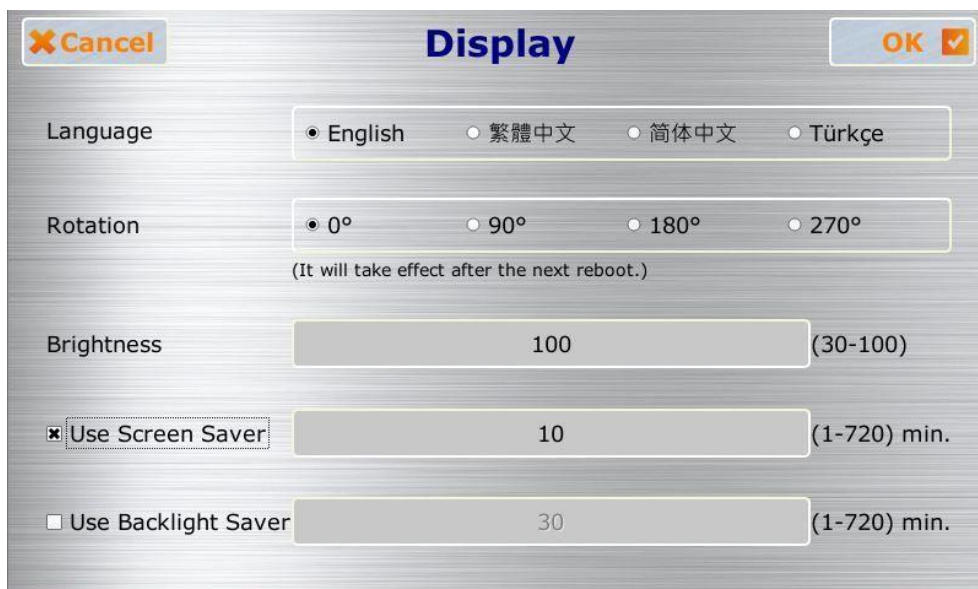 Cancel Display OK
Language English 繁體中文 简体中文 Türkçe
Rotation 0° 90° 180° 270°
(It will take effect after the next reboot.)
Brightness 100 (30-100)
Use Screen Saver 10 (1-720) min.
Use Backlight Saver 30 (1-720) min.